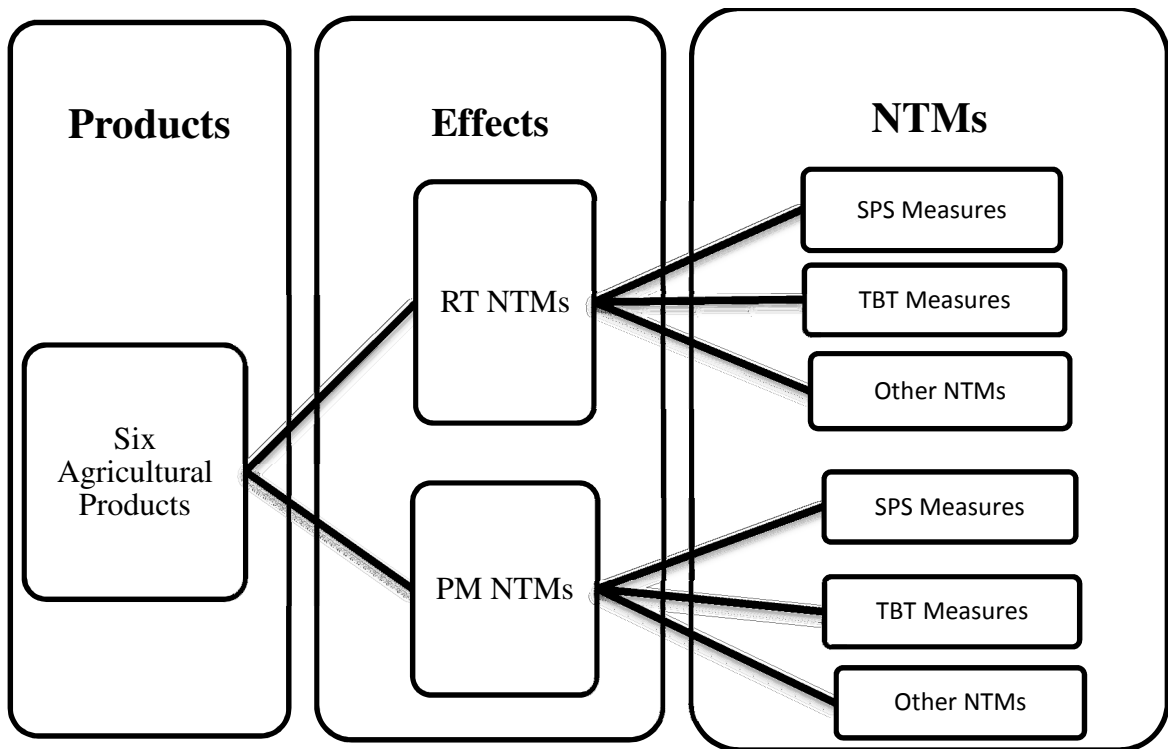 Products
Effects
NTMs
Six
Agricultural
Products
RT NTMs
PM NTMs
SPS Measures
TBT Measures
Other NTMs
SPS Measures
TBT Measures
Other NTMs